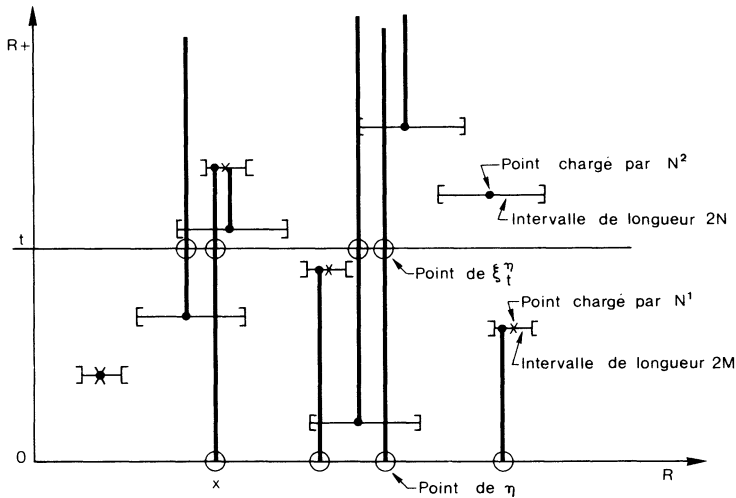 R+
Point chargé par N²
Intervalle de longueur 2N
t
Point de ξ_t^η
Point chargé par N¹
Intervalle de longueur 2M
0
R
x
Point de η